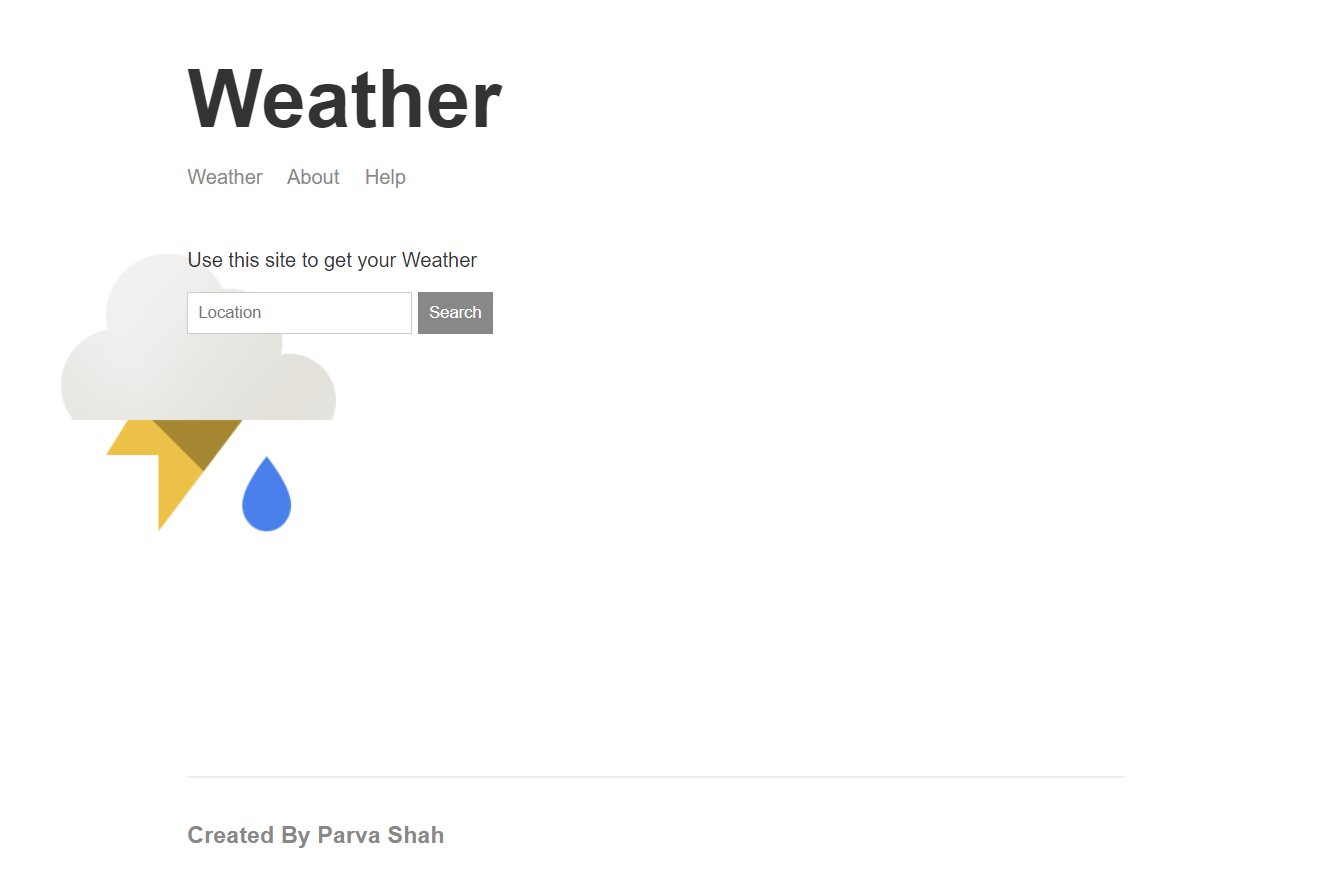 Weather
Weather About Help
Use this site to get your Weather
Location Search
Created By Parva Shah